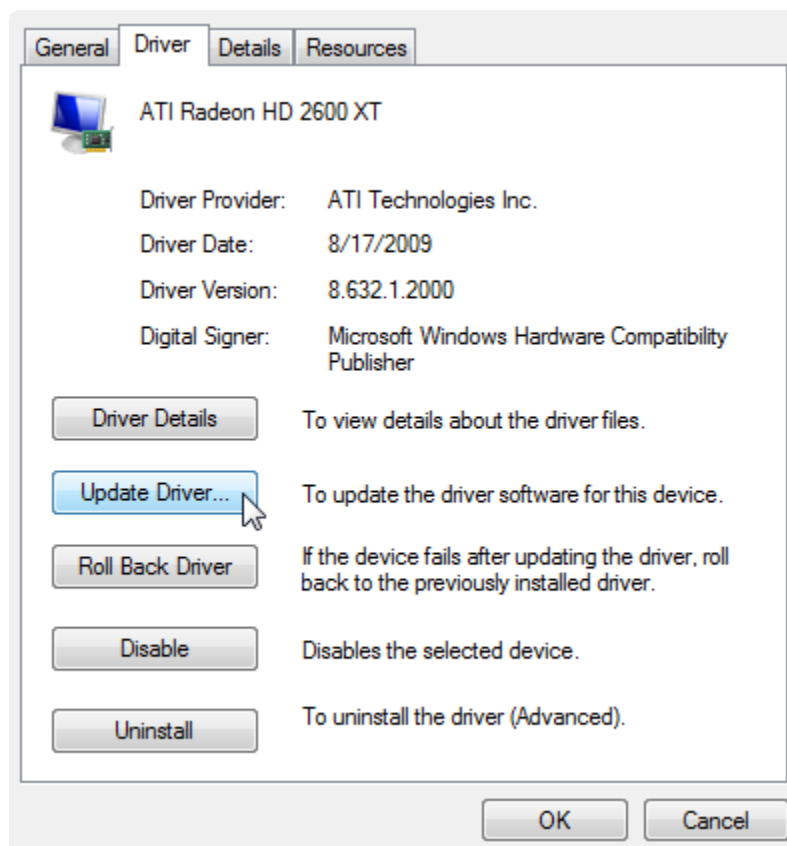 General Driver Details Resources
ATI Radeon HD 2600 XT
Driver Provider: ATI Technologies Inc.
Driver Date: 8/17/2009
Driver Version: 8.632.1.2000
Digital Signer: Microsoft Windows Hardware Compatibility
Publisher
Driver Details To view details about the driver files.
Update Driver... To update the driver software for this device.
Roll Back Driver If the device fails after updating the driver, roll
back to the previously installed driver.
Disable Disables the selected device.
Uninstall To uninstall the driver (Advanced).
OK Cancel